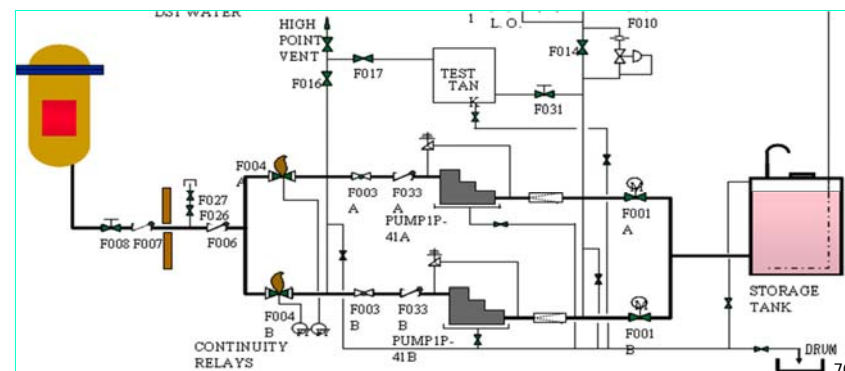 DST WATER
HIGH
POINT
VENT
F016
F017
TEST
TAN
K
1
L. O.
F014
F010
F031
F004
A
F027
F026
F008
F007
F006
F003
A
F033
A
PUMP1P-
41A
M
F001
A
F004
B
F003
B
F033
B
PUMP1P-
41B
M
F001
B
STORAGE
TANK
CONTINUITY
RELAYS
DRUM